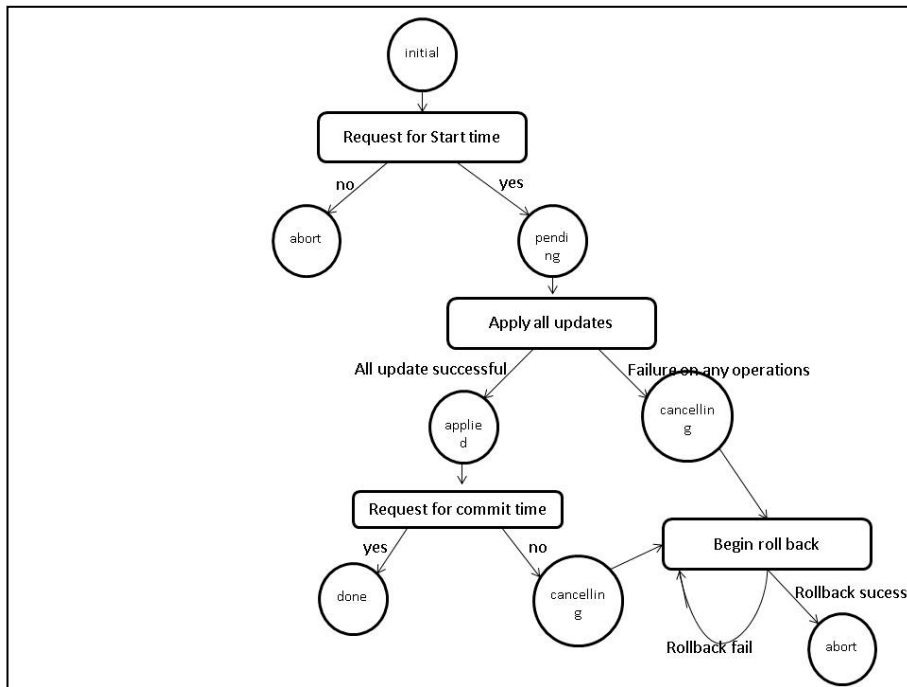 initial
Request for Start time
no
yes
abort
pendi
ng
Apply all updates
All update successful
Failure on any operations
applie
d
cancellin
g
Request for commit time
Begin roll back
yes
no
done
cancellin
g
Rollback sucess
Rollback fail
abort